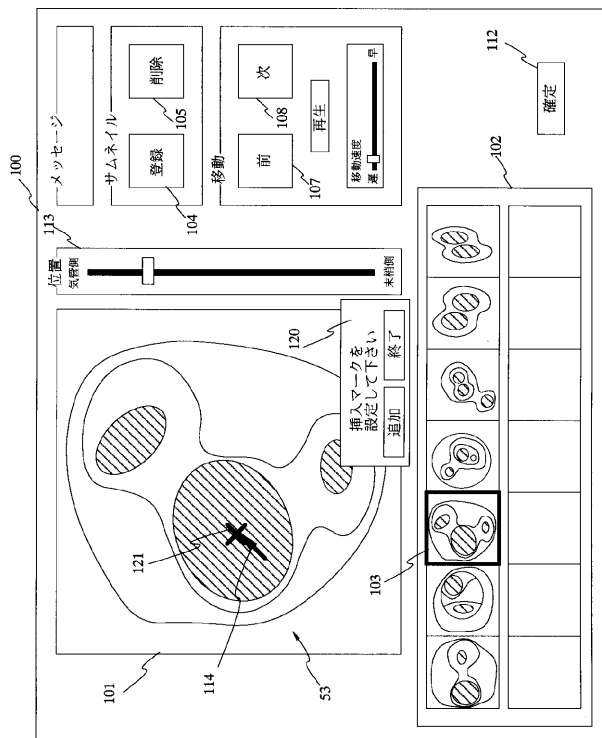 100
113
メッセージ
サムネイル
登録
削除
104
105
移動
前
次
107
108
再生
移動速度
遅
早
位置
気管側
末梢側
101
53
114
121
挿入マークを
設定して下さい
追加
終了
120
103
102
確定
112